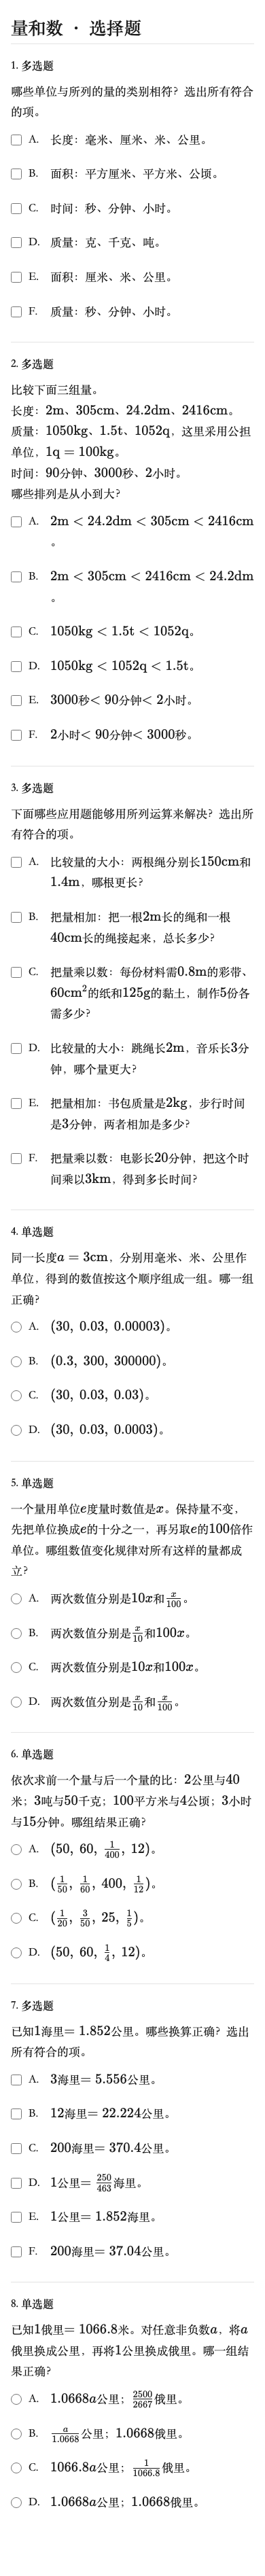 量和数 · 选择题
1. 多选题
哪些单位与所列的量的类别相符？选出所有符合
的项。
A. 长度：毫米、厘米、米、公里。
B. 面积：平方厘米、平方米、公顷。
C. 时间：秒、分钟、小时。
D. 质量：克、千克、吨。
E. 面积：厘米、米、公里。
F. 质量：秒、分钟、小时。
2. 多选题
比较下面三组量。
长度：2m、305cm、24.2dm、2416cm。
质量：1050kg、1.5t、1052q，这里采用公担
单位，1q = 100kg。
时间：90分钟、3000秒、2小时。
哪些排列是从小到大？
A. 2m < 24.2dm < 305cm < 2416cm
。
B. 2m < 305cm < 2416cm < 24.2dm
。
C. 1050kg < 1.5t < 1052q。
D. 1050kg < 1052q < 1.5t。
E. 3000秒< 90分钟< 2小时。
F. 2小时< 90分钟< 3000秒。
3. 多选题
下面哪些应用题能够用所列运算来解决？选出所
有符合的项。
A. 比较量的大小：两根绳分别长150cm和
1.4m，哪根更长？
B. 把量相加：把一根2m长的绳和一根
40cm长的绳接起来，总长多少？
C. 把量乘以数：每份材料需0.8m的彩带、
60cm²的纸和125g的黏土，制作5份各
需多少？
D. 比较量的大小：跳绳长2m，音乐长3分
钟，哪个量更大？
E. 把量相加：书包质量是2kg，步行时间
是3分钟，两者相加是多少？
F. 把量乘以数：电影长20分钟，把这个时
间乘以3km，得到多长时间？
4. 单选题
同一长度a = 3cm，分别用毫米、米、公里作
单位，得到的数值按这个顺序组成一组。哪一组
正确？
A. (30, 0.03, 0.00003)。
B. (0.3, 300, 300000)。
C. (30, 0.03, 0.03)。
D. (30, 0.03, 0.0003)。
5. 单选题
一个量用单位e度量时数值是x。保持量不变，
先把单位换成e的十分之一，再另取e的100倍作
单位。哪组数值变化规律对所有这样的量都成
立？
A. 两次数值分别是10x和x/100。
B. 两次数值分别是x/10和100x。
C. 两次数值分别是10x和100x。
D. 两次数值分别是x/10和x/100。
6. 单选题
依次求前一个量与后一个量的比：2公里与40
米；3吨与50千克；100平方米与4公顷；3小时
与15分钟。哪组结果正确？
A. (50, 60, 1/400, 12)。
B. (1/50, 1/60, 400, 1/12)。
C. (1/20, 3/50, 25, 1/5)。
D. (50, 60, 1/4, 12)。
7. 多选题
已知1海里= 1.852公里。哪些换算正确？选出
所有符合的项。
A. 3海里= 5.556公里。
B. 12海里= 22.224公里。
C. 200海里= 370.4公里。
D. 1公里= 250/463海里。
E. 1公里= 1.852海里。
F. 200海里= 37.04公里。
8. 单选题
已知1俄里= 1066.8米。对任意非负数a，将a
俄里换成公里，再将1公里换成俄里。哪一组结
果正确？
A. 1.0668a公里；2500/2667俄里。
B. a/1.0668公里；1.0668俄里。
C. 1066.8a公里；1/1066.8俄里。
D. 1.0668a公里；1.0668俄里。